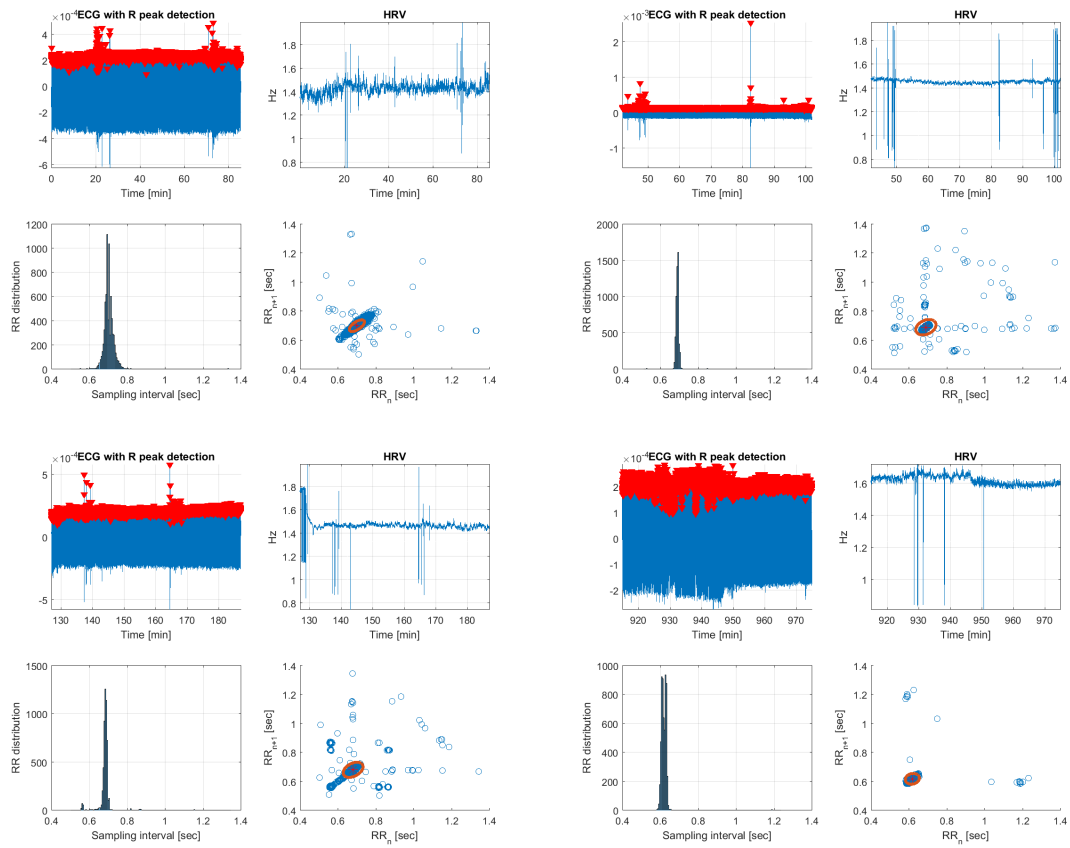 ×10⁻⁴ ECG with R peak detection
4
2
0
-2
-4
-6
0 20 40 60 80
Time [min]
HRV
Hz
1.8
1.6
1.4
1.2
1
0.8
20 40 60 80
Time [min]
×10⁻³ ECG with R peak detection
2
1
0
-1
50 60 70 80 90 100
Time [min]
HRV
Hz
1.8
1.6
1.4
1.2
1
0.8
50 60 70 80 90 100
Time [min]
RR distribution
1200
1000
800
600
400
200
0
0.4 0.6 0.8 1 1.2 1.4
Sampling interval [sec]
RRn+1 [sec]
1.4
1.2
1
0.8
0.6
0.4
0.4 0.6 0.8 1 1.2 1.4
RRn [sec]
RR distribution
2000
1500
1000
500
0
0.4 0.6 0.8 1 1.2 1.4
Sampling interval [sec]
RRn+1 [sec]
1.4
1.2
1
0.8
0.6
0.4
0.4 0.6 0.8 1 1.2 1.4
RRn [sec]
×10⁻⁴ ECG with R peak detection
5
0
-5
130 140 150 160 170 180
Time [min]
HRV
Hz
1.8
1.6
1.4
1.2
1
0.8
130 140 150 160 170 180
Time [min]
×10⁻⁴ ECG with R peak detection
2
1
0
-1
-2
920 930 940 950 960 970
Time [min]
HRV
Hz
1.6
1.4
1.2
1
920 930 940 950 960 970
Time [min]
RR distribution
1500
1000
500
0
0.4 0.6 0.8 1 1.2 1.4
Sampling interval [sec]
RRn+1 [sec]
1.4
1.2
1
0.8
0.6
0.4
0.4 0.6 0.8 1 1.2 1.4
RRn [sec]
RR distribution
1000
800
600
400
200
0
0.4 0.6 0.8 1 1.2 1.4
Sampling interval [sec]
RRn+1 [sec]
1.4
1.2
1
0.8
0.6
0.4
0.4 0.6 0.8 1 1.2 1.4
RRn [sec]